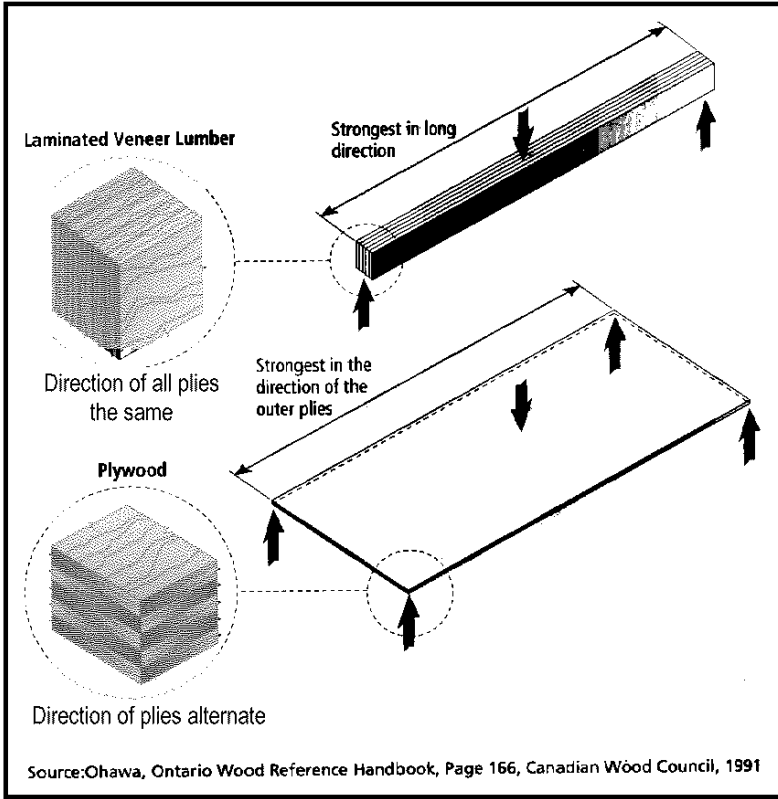 Laminated Veneer Lumber
Strongest in long
direction
Direction of all plies
the same
Strongest in the
direction of the
outer plies
Plywood
Direction of plies alternate
Source:Ohawa, Ontario Wood Reference Handbook, Page 166, Canadian Wood Council, 1991